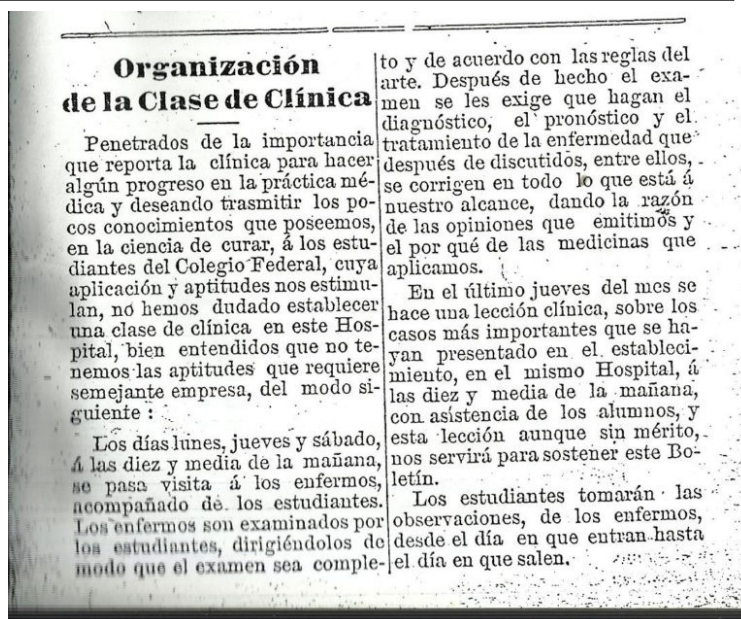 Organización
de la Clase de Clínica
Penetrados de la importancia
que reporta la clínica para hacer
algún progreso en la práctica mé-
dica y deseando trasmitir los po-
cos conocimientos que poseemos,
en la ciencia de curar, á los estu-
diantes del Colegio Federal, cuya
aplicación y aptitudes nos estimu-
lan, no hemos dudado establecer
una clase de clínica en este Hos-
pital, bien entendidos que no te-
nemos las aptitudes que requiere
semejante empresa, del modo si-
guiente :
Los días lunes, jueves y sábado,
á las diez y media de la mañana,
se pasa visita á los enfermos,
acompañado de los estudiantes.
Los enfermos son examinados por
los estudiantes, dirigiéndolos de
modo que el examen sea comple-
to y de acuerdo con las reglas del
arte. Después de hecho el exa-
men se les exige que hagan el
diagnóstico, el pronóstico y el
tratamiento de la enfermedad que
después de discutidos, entre ellos,
se corrigen en todo lo que está á
nuestro alcance, dando la razón
de las opiniones que emitimos y
el por qué de las medicinas que
aplicamos.
En el último jueves del mes se
hace una lección clínica, sobre los
casos más importantes que se ha-
yan presentado en el estableci-
miento, en el mismo Hospital, á
las diez y media de la mañana,
con asistencia de los alumnos, y
esta lección aunque sin mérito,
nos servirá para sostener este Bo-
letín.
Los estudiantes tomarán las
observaciones, de los enfermos,
desde el día en que entran hasta
el día en que salen.